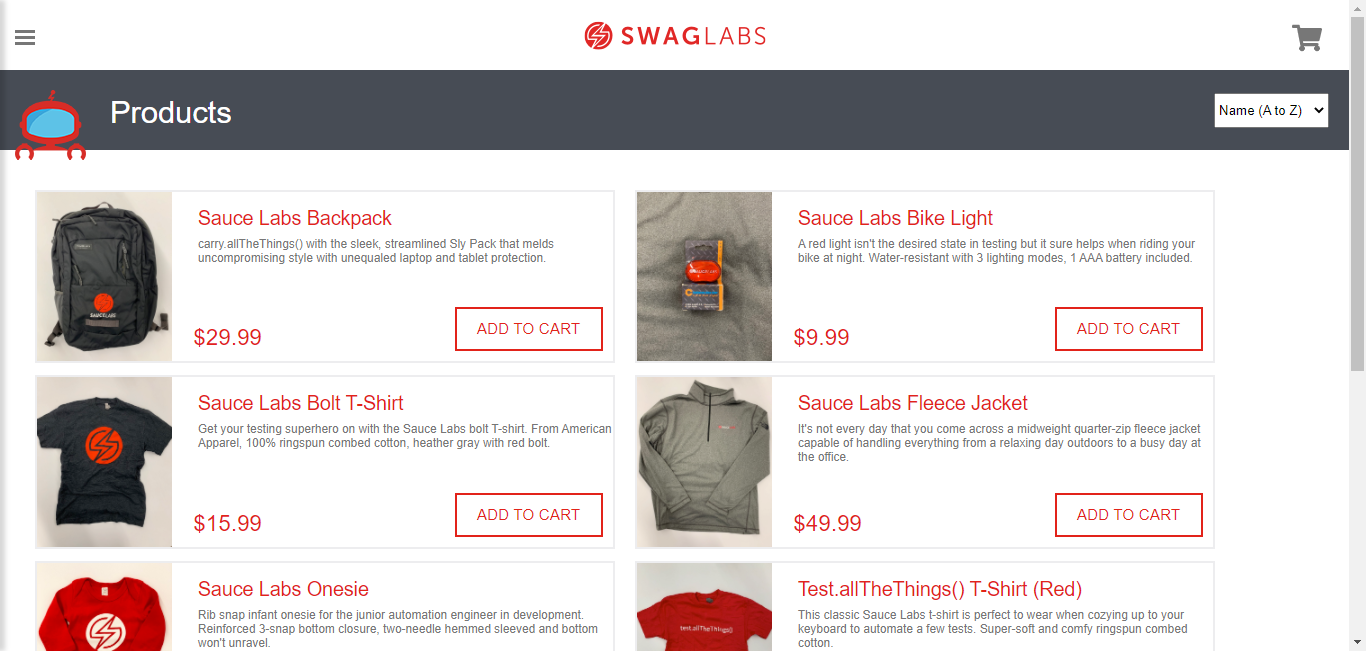 SWAGLABS
Products
Name (A to Z)
Sauce Labs Backpack
carry.allTheThings() with the sleek, streamlined Sly Pack that melds
uncompromising style with unequaled laptop and tablet protection.
$29.99
ADD TO CART
SAUCELABS
Sauce Labs Bike Light
A red light isn't the desired state in testing but it sure helps when riding your
bike at night. Water-resistant with 3 lighting modes, 1 AAA battery included.
$9.99
ADD TO CART
Sauce Labs Bolt T-Shirt
Get your testing superhero on with the Sauce Labs bolt T-shirt. From American
Apparel, 100% ringspun combed cotton, heather gray with red bolt.
$15.99
ADD TO CART
Sauce Labs Fleece Jacket
It's not every day that you come across a midweight quarter-zip fleece jacket
capable of handling everything from a relaxing day outdoors to a busy day at
the office.
$49.99
ADD TO CART
Sauce Labs Onesie
Rib snap infant onesie for the junior automation engineer in development.
Reinforced 3-snap bottom closure, two-needle hemmed sleeved and bottom
won't unravel.
test.allTheThings()
Test.allTheThings() T-Shirt (Red)
This classic Sauce Labs t-shirt is perfect to wear when cozying up to your
keyboard to automate a few tests. Super-soft and comfy ringspun combed
cotton.